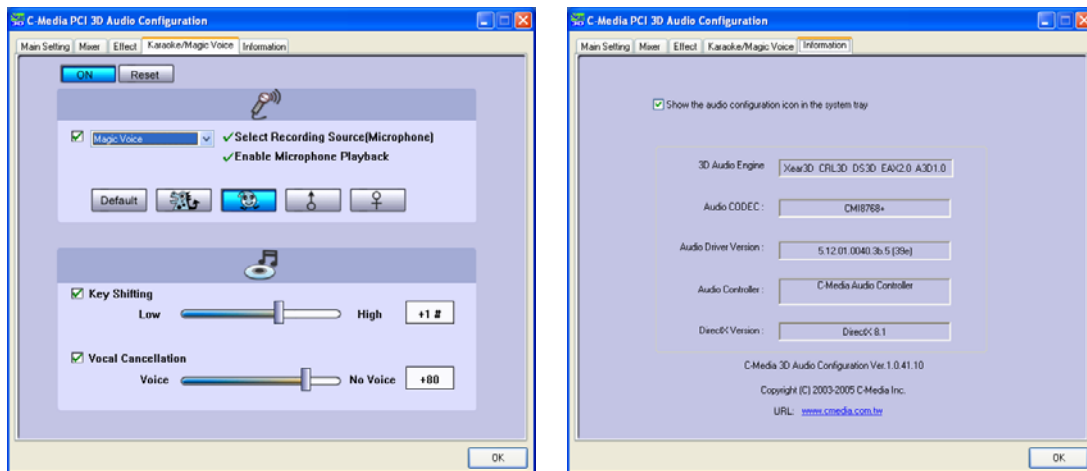 C-Media PCI 3D Audio Configuration
Main Setting Mixer Effect Karaoke/Magic Voice Information
ON Reset
Magic Voice
✓Select Recording Source(Microphone)
✓Enable Microphone Playback
Default
Key Shifting
Low High +1 #
Vocal Cancellation
Voice No Voice +80
OK
C-Media PCI 3D Audio Configuration
Main Setting Mixer Effect Karaoke/Magic Voice Information
Show the audio configuration icon in the system tray
3D Audio Engine Xear3D CRL3D DS3D EAX2.0 A3D1.0
Audio CODEC : CMI8768+
Audio Driver Version : 5.12.01.0040.3b.5 (39e)
Audio Controller : C-Media Audio Controller
DirectX Version : DirectX 8.1
C-Media 3D Audio Configuration Ver.1.0.41.10
Copyright (C) 2003-2005 C-Media Inc.
URL: www.cmedia.com.tw
OK